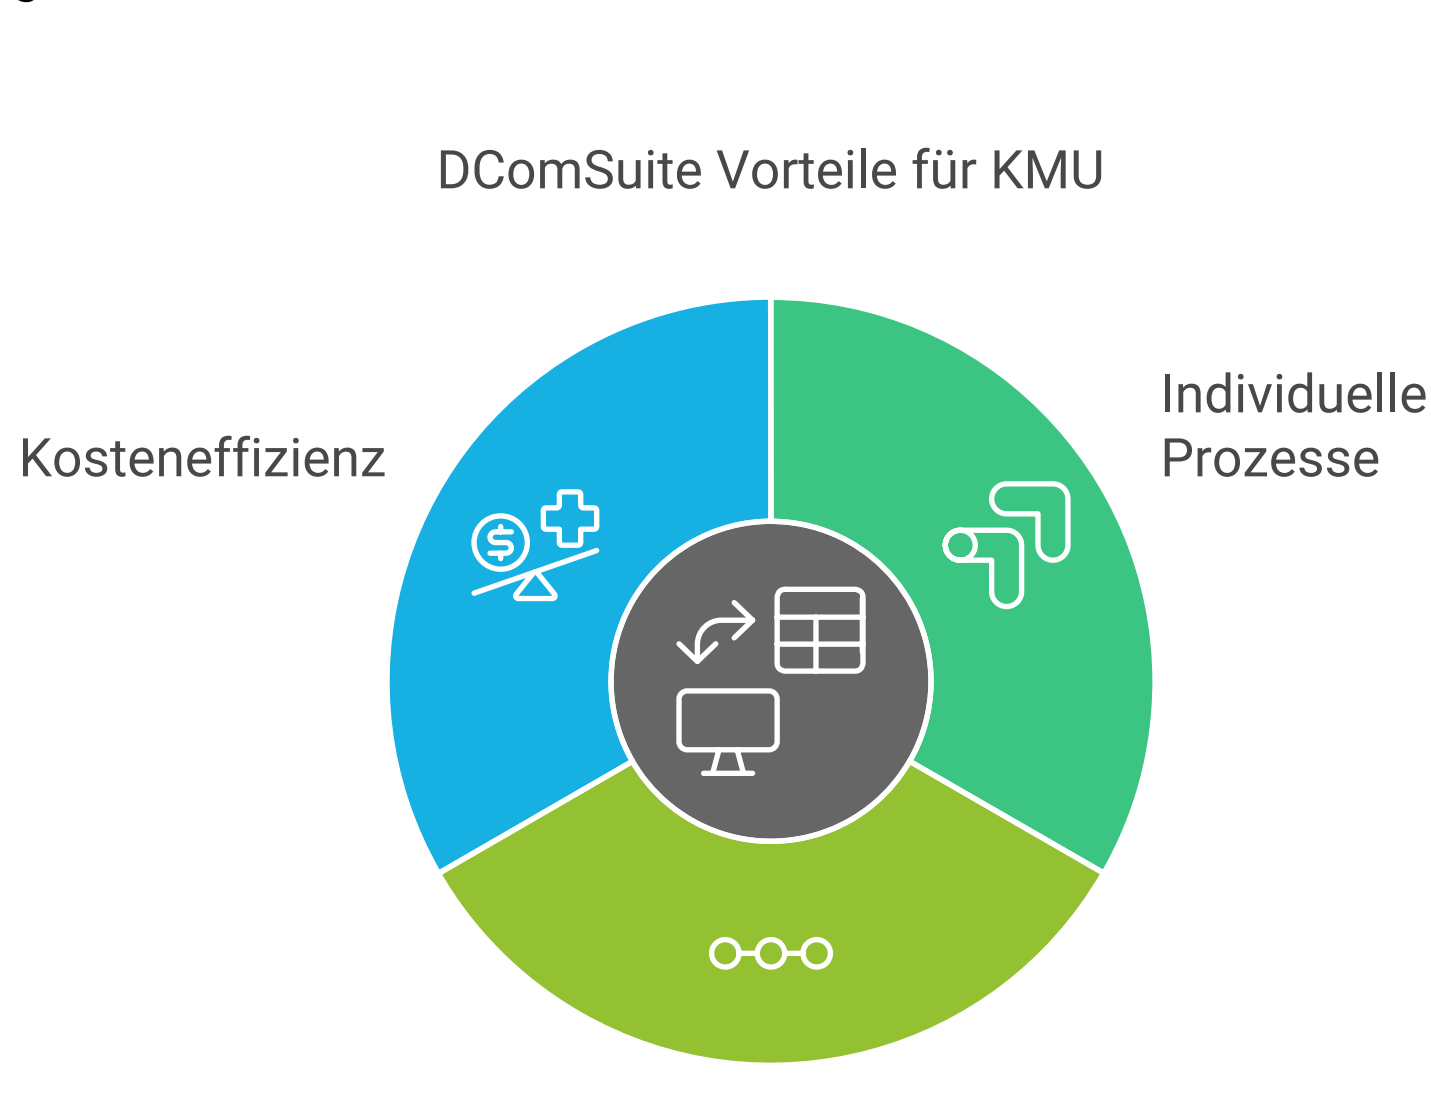 DComSuite Vorteile für KMU
Individuelle
Prozesse
Kosteneffizienz
$